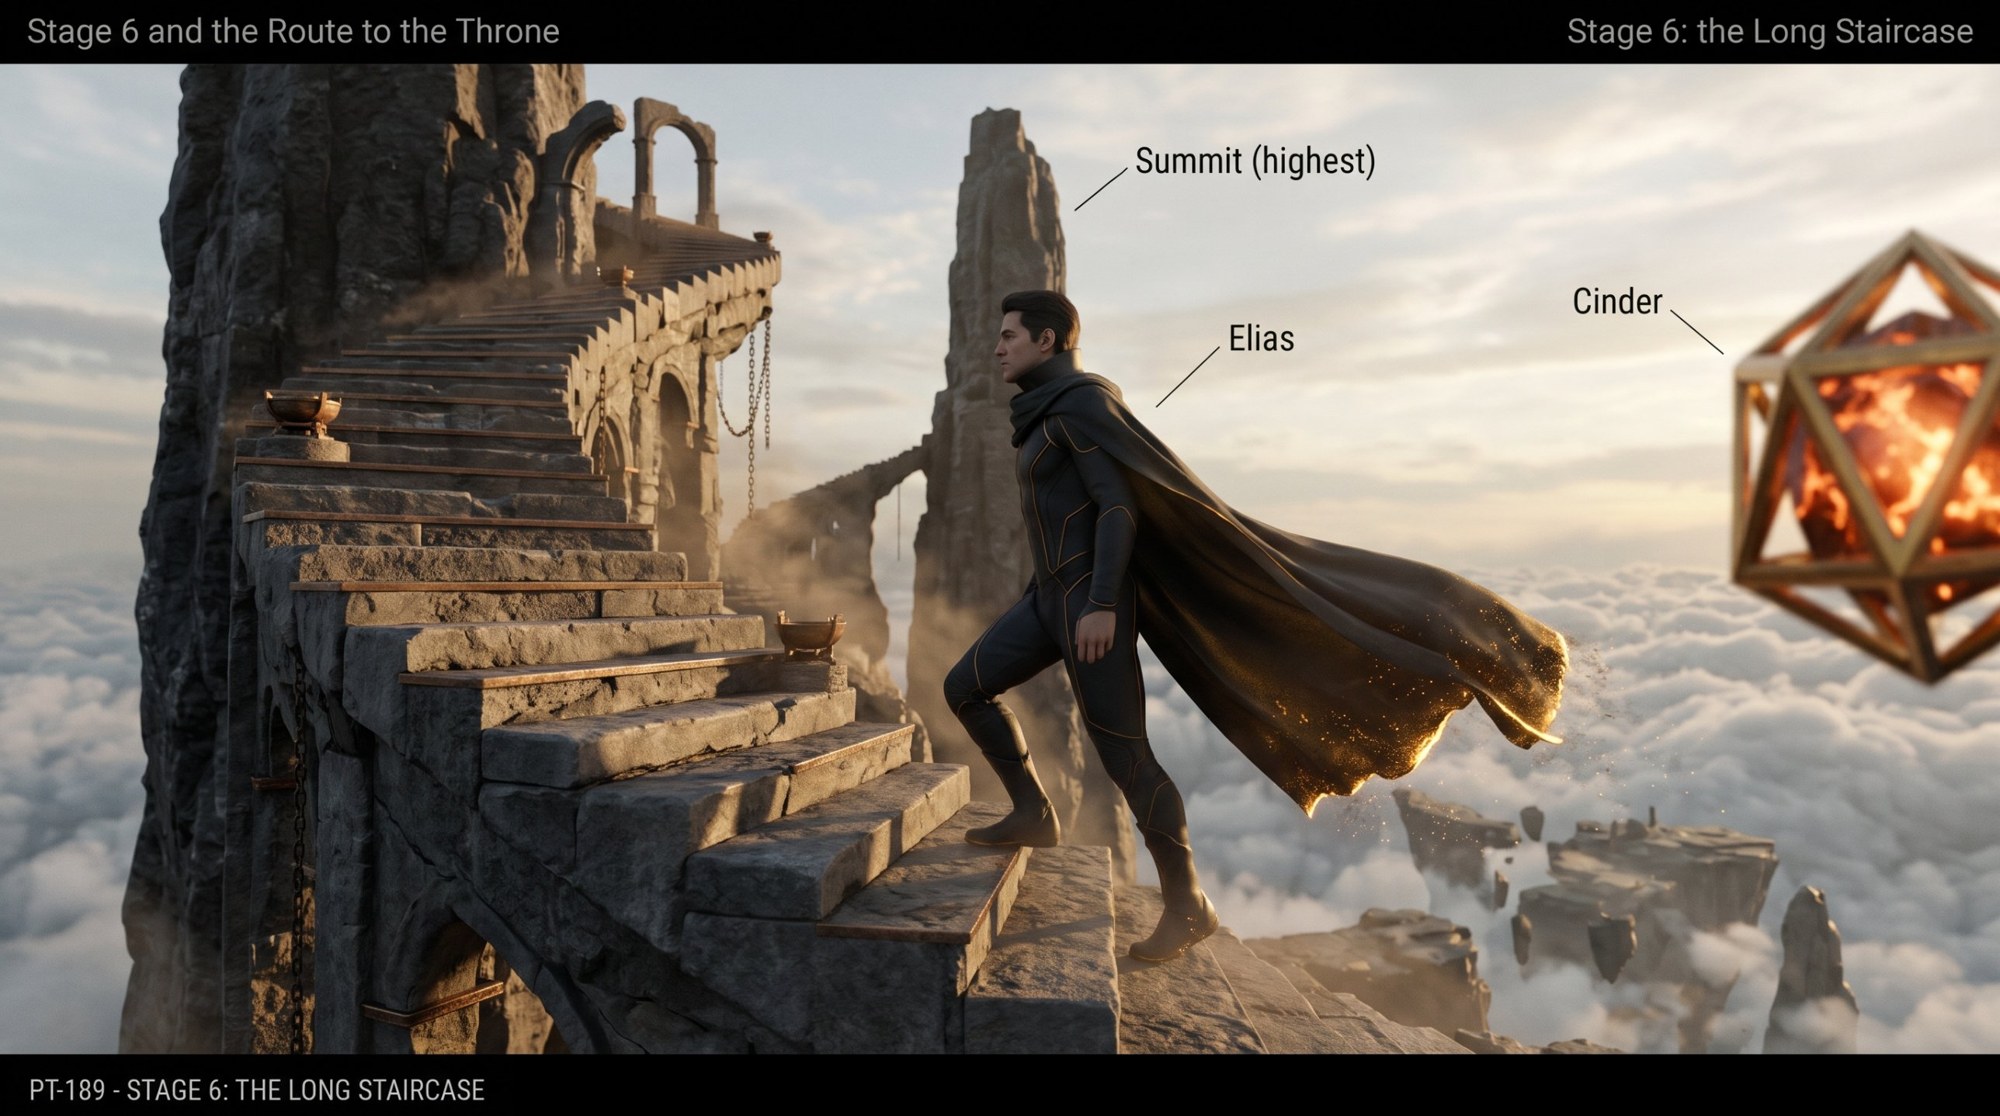 Stage 6 and the Route to the Throne
Stage 6: the Long Staircase
Summit (highest)
Cinder
Elias
PT-189 - STAGE 6: THE LONG STAIRCASE